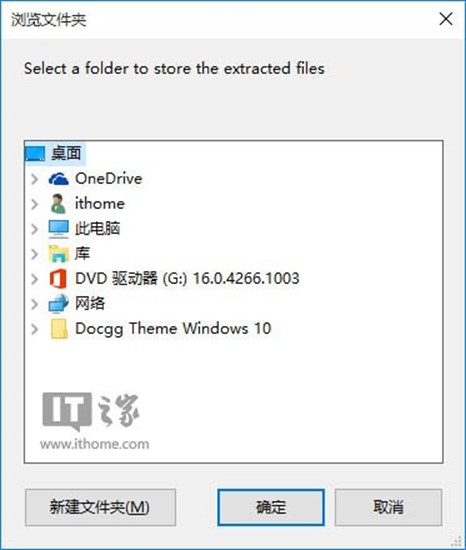 浏览文件夹
Select a folder to store the extracted files
桌面
OneDrive
ithome
此电脑
库
DVD 驱动器 (G:) 16.0.4266.1003
网络
Docgg Theme Windows 10
IT之家
www.ithome.com
新建文件夹(M)
确定
取消